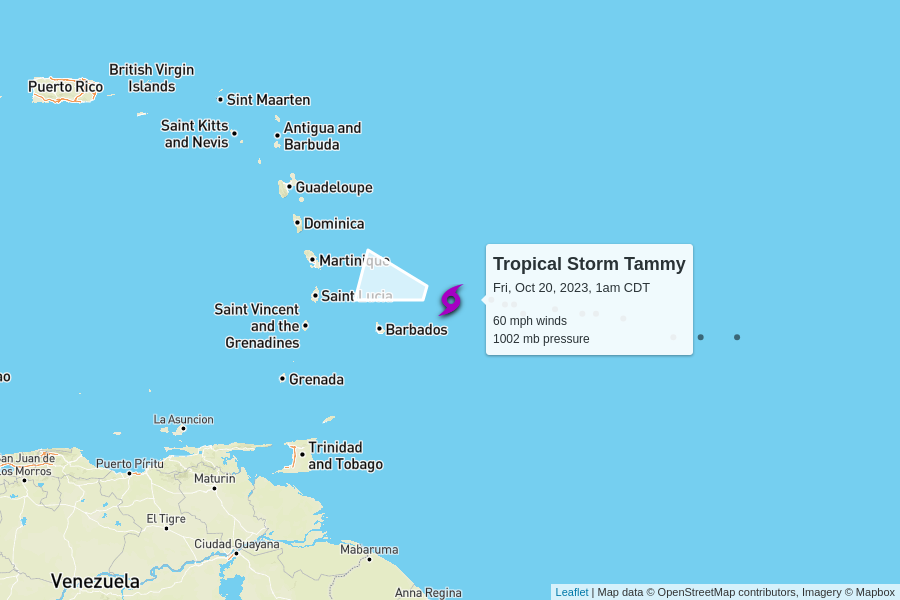 British Virgin
Islands
Puerto Rico
Sint Maarten
Saint Kitts
and Nevis
Antigua and
Barbuda
Guadeloupe
Dominica
Martinique
Saint Lucia
Saint Vincent
and the
Grenadines
Barbados
Grenada
Tropical Storm Tammy
Fri, Oct 20, 2023, 1am CDT
60 mph winds
1002 mb pressure
La Asuncion
Trinidad
and Tobago
an Juan de
os Morros
Puerto Píritu
Maturin
El Tigre
Ciudad Guayana
Mabaruma
Venezuela
Anna Regina
Leaflet | Map data © OpenStreetMap contributors, Imagery © Mapbox